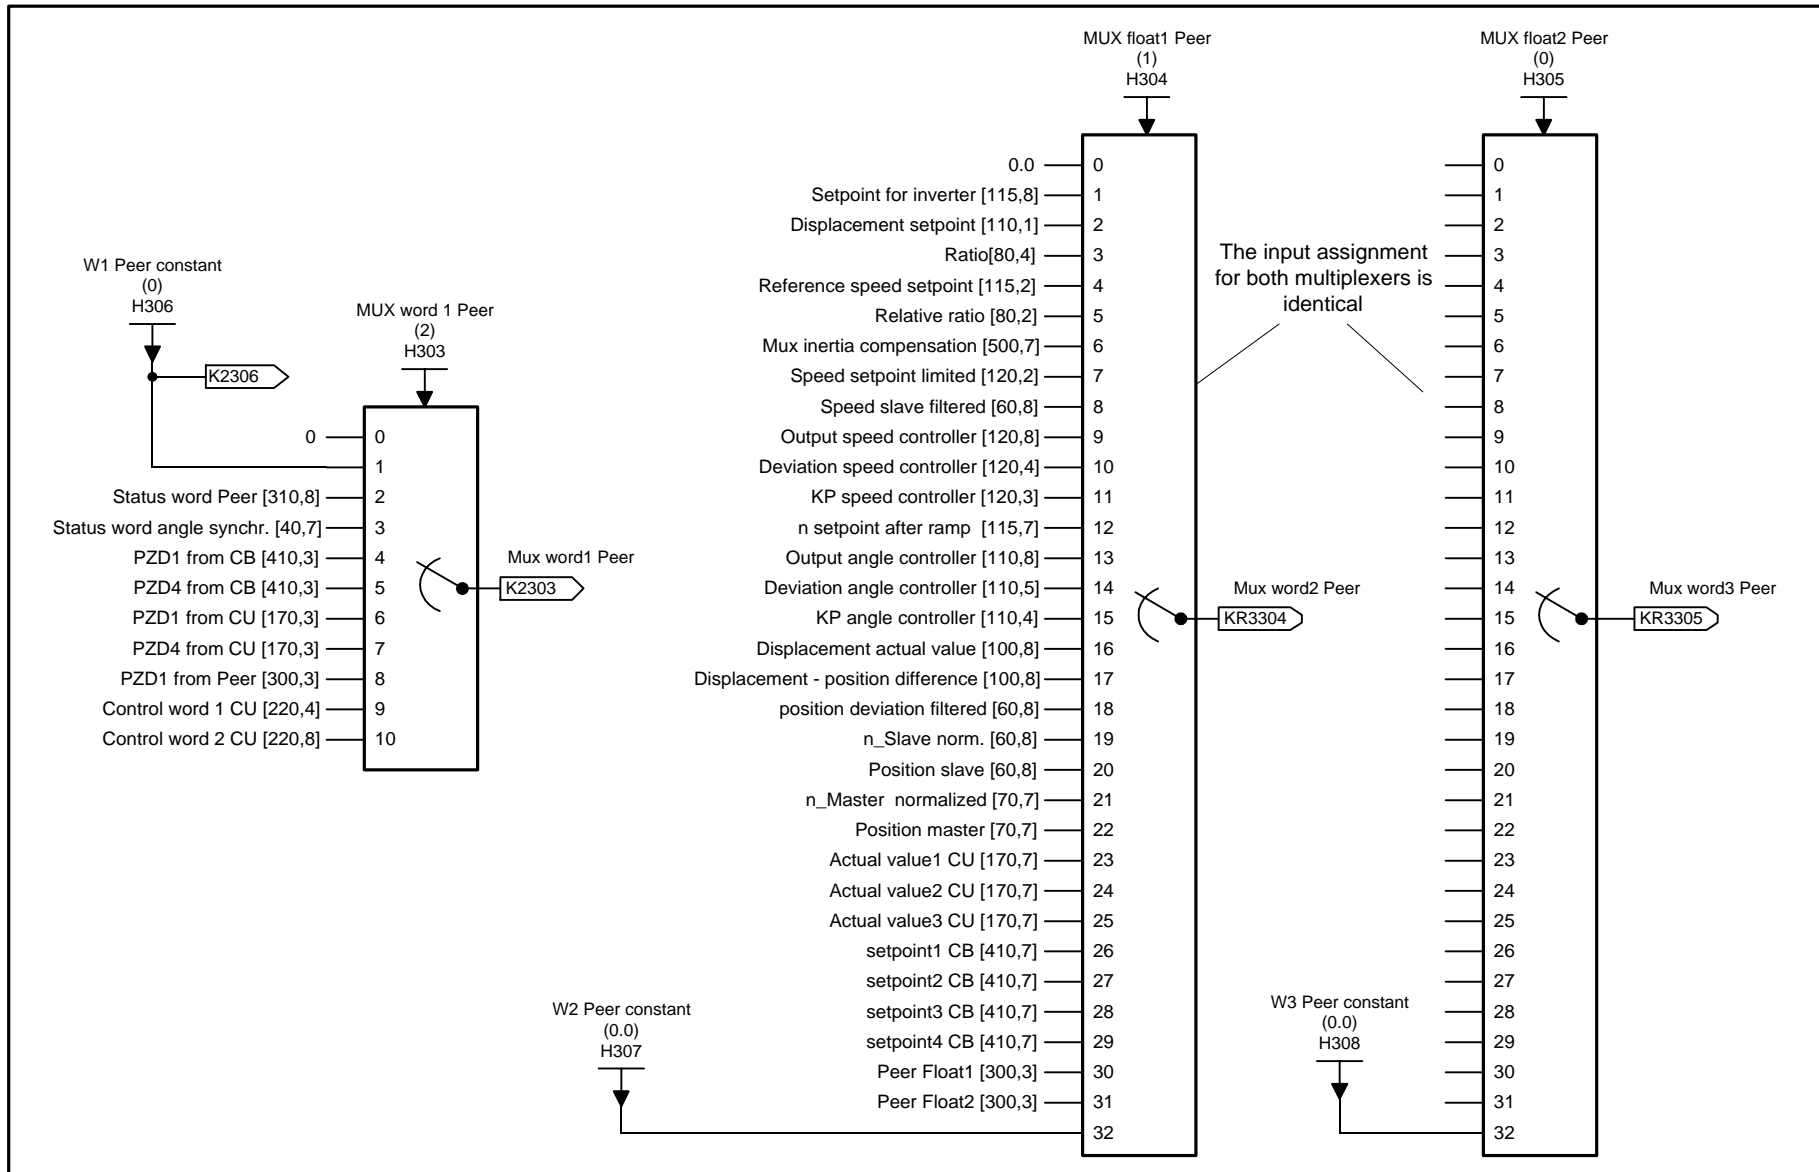 MUX float1 Peer
(1)
H304
MUX float2 Peer
(0)
H305
W1 Peer constant
(0)
H306
K2306
MUX word 1 Peer
(2)
H303
0
0
1
Status word Peer [310,8]
2
Status word angle synchr. [40,7]
3
PZD1 from CB [410,3]
4
PZD4 from CB [410,3]
5
PZD1 from CU [170,3]
6
PZD4 from CU [170,3]
7
PZD1 from Peer [300,3]
8
Control word 1 CU [220,4]
9
Control word 2 CU [220,8]
10
Mux word1 Peer
K2303
0.0
0
Setpoint for inverter [115,8]
1
Displacement setpoint [110,1]
2
Ratio[80,4]
3
Reference speed setpoint [115,2]
4
Relative ratio [80,2]
5
Mux inertia compensation [500,7]
6
Speed setpoint limited [120,2]
7
Speed slave filtered [60,8]
8
Output speed controller [120,8]
9
Deviation speed controller [120,4]
10
KP speed controller [120,3]
11
n setpoint after ramp [115,7]
12
Output angle controller [110,8]
13
Deviation angle controller [110,5]
14
KP angle controller [110,4]
15
Displacement actual value [100,8]
16
Displacement - position difference [100,8]
17
position deviation filtered [60,8]
18
n_Slave norm. [60,8]
19
Position slave [60,8]
20
n_Master normalized [70,7]
21
Position master [70,7]
22
Actual value1 CU [170,7]
23
Actual value2 CU [170,7]
24
Actual value3 CU [170,7]
25
setpoint1 CB [410,7]
26
setpoint2 CB [410,7]
27
setpoint3 CB [410,7]
28
setpoint4 CB [410,7]
29
Peer Float1 [300,3]
30
Peer Float2 [300,3]
31
32
W2 Peer constant
(0.0)
H307
Mux word2 Peer
KR3304
The input assignment
for both multiplexers is
identical
0
1
2
3
4
5
6
7
8
9
10
11
12
13
14
15
16
17
18
19
20
21
22
23
24
25
26
27
28
29
30
31
32
W3 Peer constant
(0.0)
H308
Mux word3 Peer
KR3305